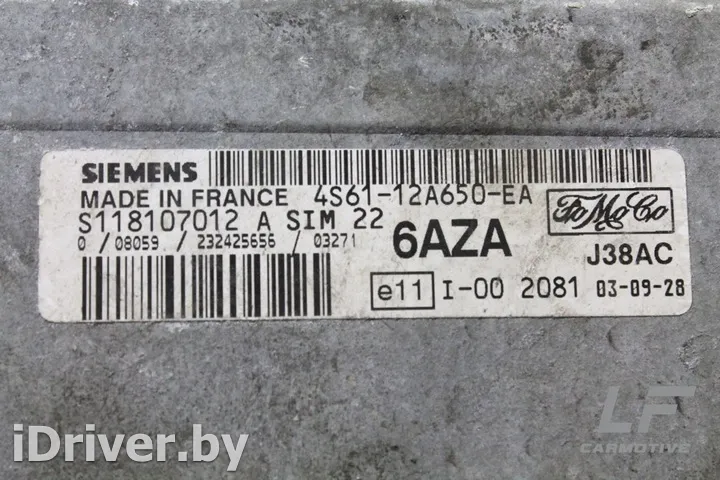 SIEMENS
MADE IN FRANCE 4S61-12A650-EA
S118107012 A SIM 22
0 / 08059 / 232425656 / 03271
6AZA
FoMoCo
J38AC
e11 I-00 2081 03-09-28
LF
CARMOTIVE
iDriver.by